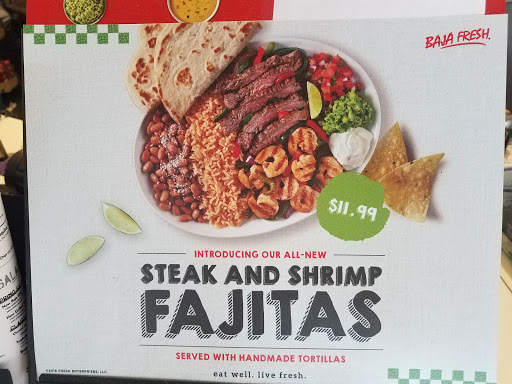 BAJA FRESH.
$11.99
INTRODUCING OUR ALL-NEW
STEAK AND SHRIMP
FAJITAS
SERVED WITH HANDMADE TORTILLAS
eat well. live fresh.